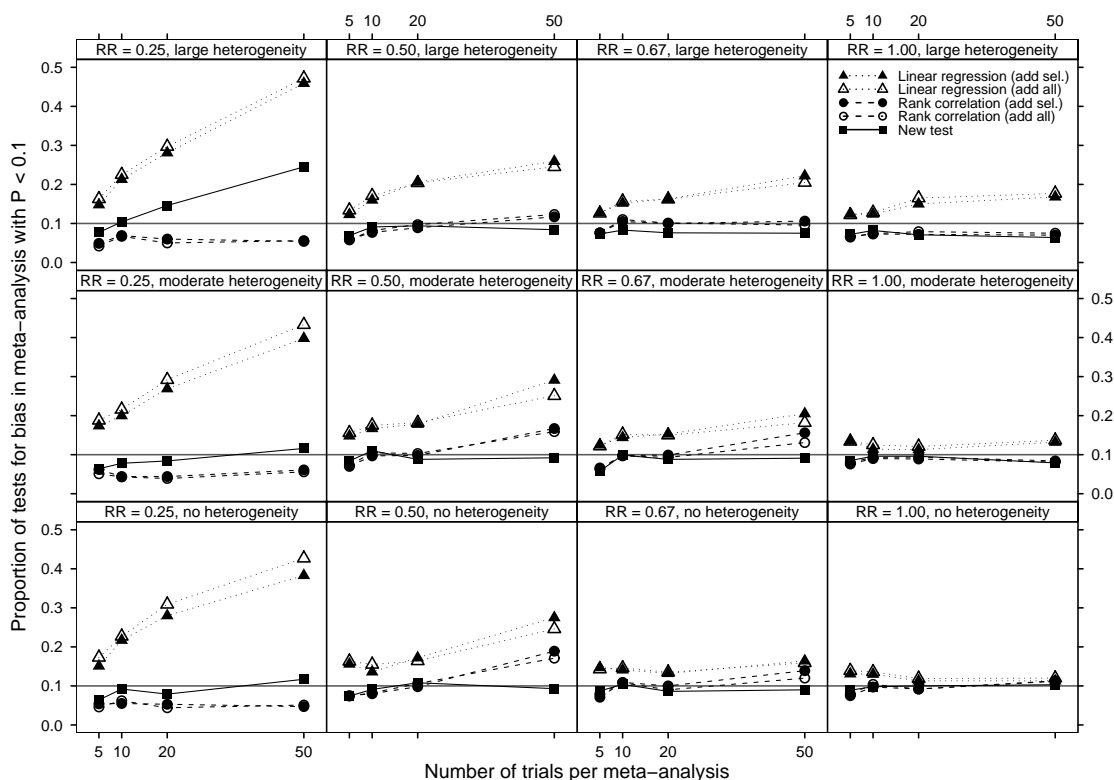 5 10 20 50 5 10 20 50
RR = 0.25, large heterogeneity RR = 0.50, large heterogeneity RR = 0.67, large heterogeneity RR = 1.00, large heterogeneity
Linear regression (add sel.)
Linear regression (add all)
Rank correlation (add sel.)
Rank correlation (add all)
New test
0.5
0.4
0.3
0.2
0.1
0.0
RR = 0.25, moderate heterogeneity RR = 0.50, moderate heterogeneity RR = 0.67, moderate heterogeneity RR = 1.00, moderate heterogeneity
0.5
0.4
0.3
0.2
0.1
0.0
RR = 0.25, no heterogeneity RR = 0.50, no heterogeneity RR = 0.67, no heterogeneity RR = 1.00, no heterogeneity
0.5
0.4
0.3
0.2
0.1
0.0
5 10 20 50 5 10 20 50
Number of trials per meta−analysis
Proportion of tests for bias in meta−analysis with P < 0.1